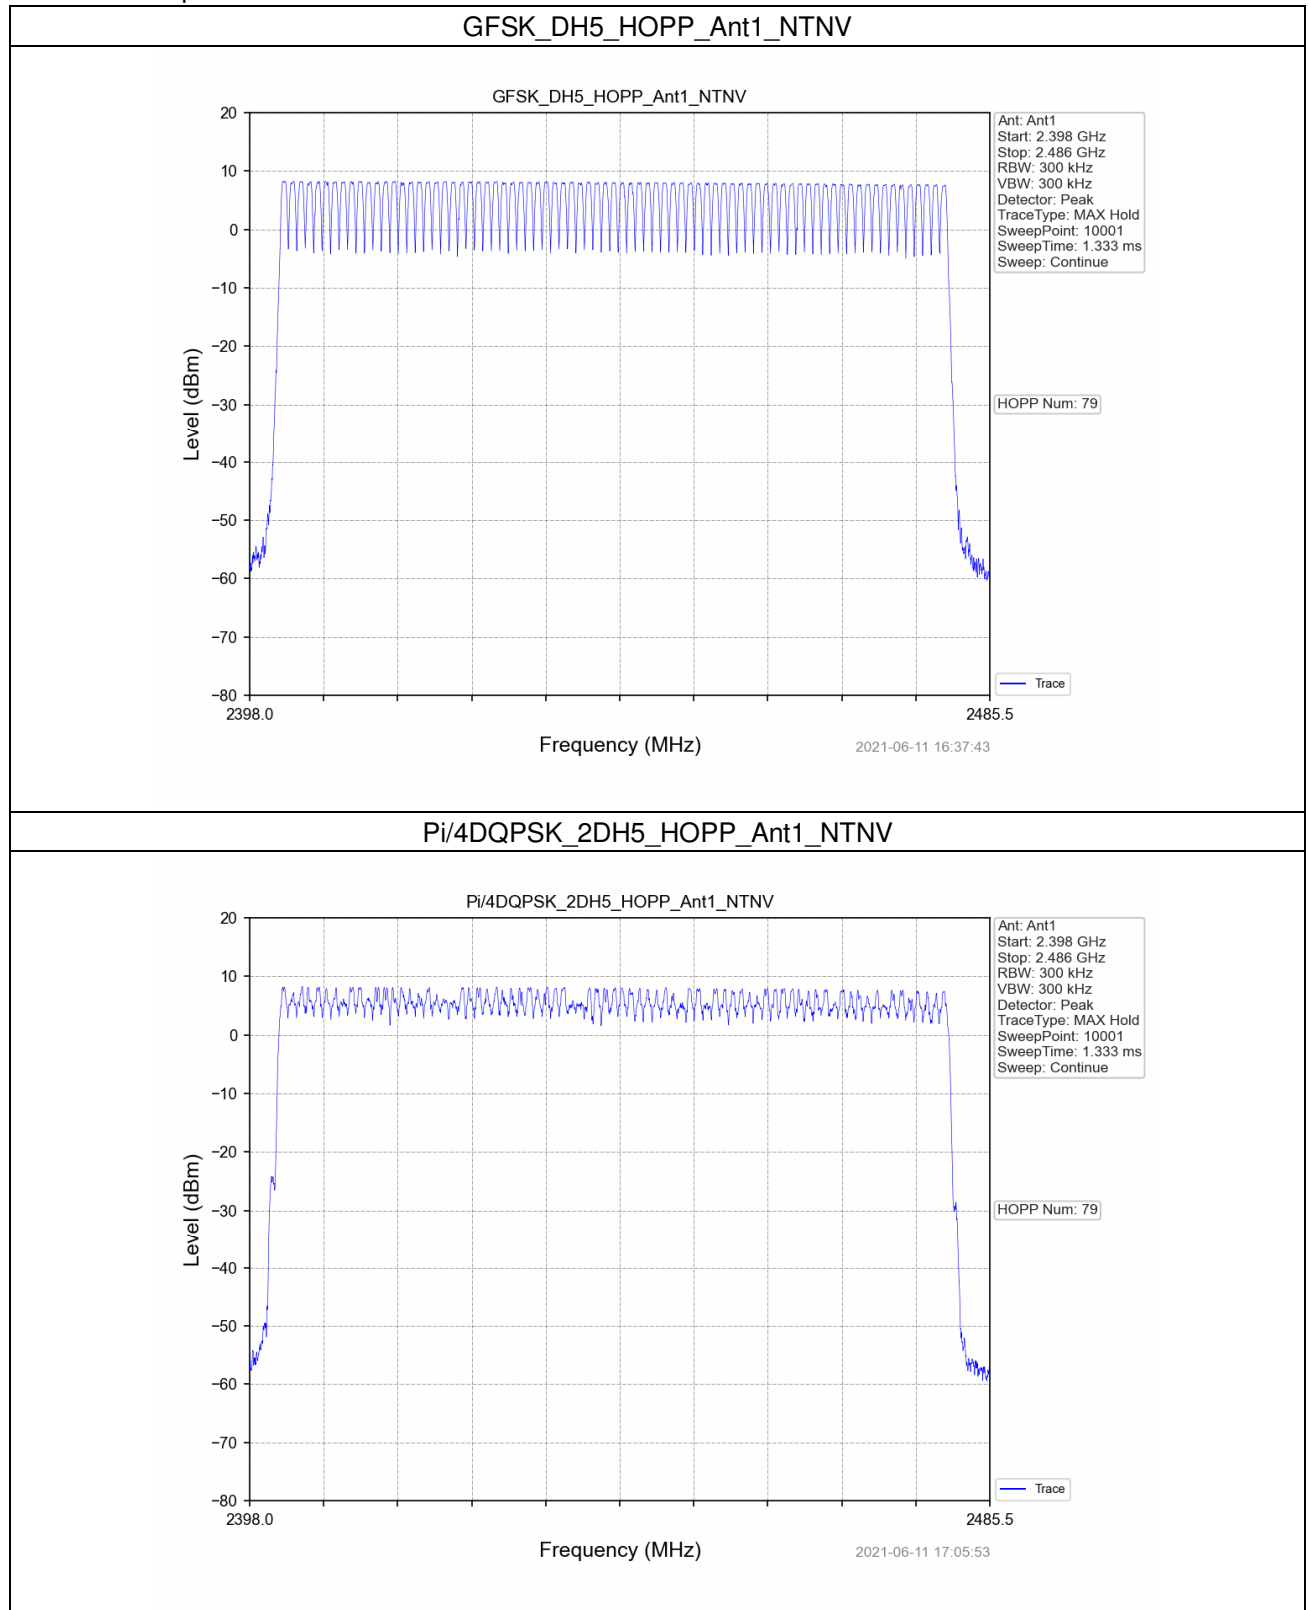 GFSK_DH5_HOPP_Ant1_NTNV
GFSK_DH5_HOPP_Ant1_NTNV
20
10
0
−10
−20
−30
−40
−50
−60
−70
−80
Level (dBm)
2398.0
2485.5
Frequency (MHz)
2021-06-11 16:37:43
Ant: Ant1
Start: 2.398 GHz
Stop: 2.486 GHz
RBW: 300 kHz
VBW: 300 kHz
Detector: Peak
TraceType: MAX Hold
SweepPoint: 10001
SweepTime: 1.333 ms
Sweep: Continue
HOPP Num: 79
Trace
Pi/4DQPSK_2DH5_HOPP_Ant1_NTNV
Pi/4DQPSK_2DH5_HOPP_Ant1_NTNV
20
10
0
−10
−20
−30
−40
−50
−60
−70
−80
Level (dBm)
2398.0
2485.5
Frequency (MHz)
2021-06-11 17:05:53
Ant: Ant1
Start: 2.398 GHz
Stop: 2.486 GHz
RBW: 300 kHz
VBW: 300 kHz
Detector: Peak
TraceType: MAX Hold
SweepPoint: 10001
SweepTime: 1.333 ms
Sweep: Continue
HOPP Num: 79
Trace